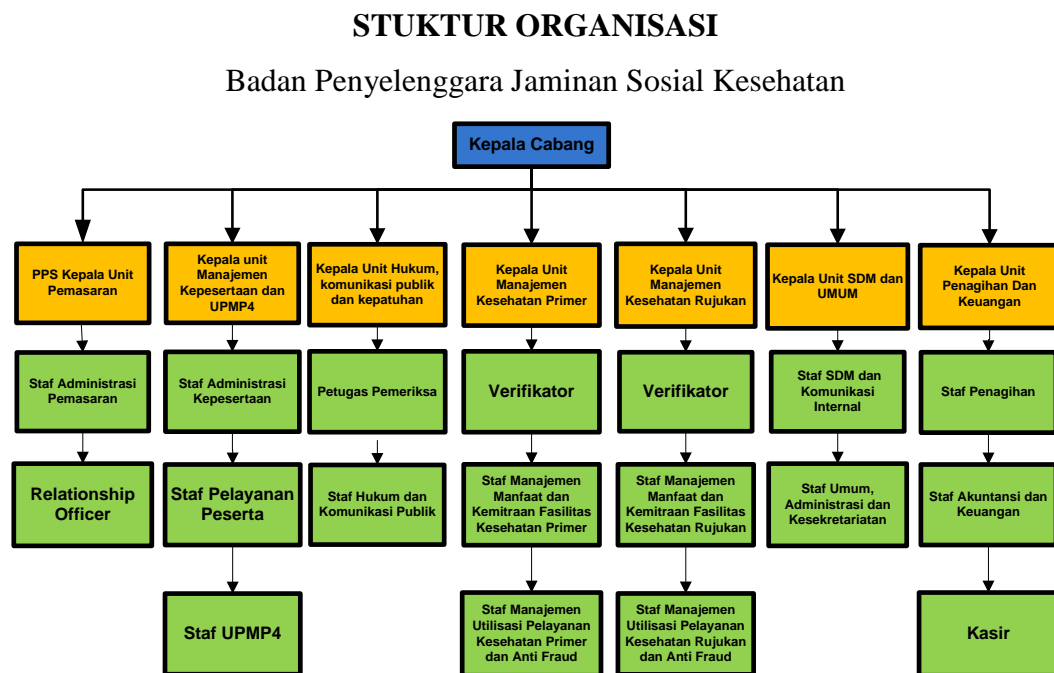 STUKTUR ORGANISASI
Badan Penyelenggara Jaminan Sosial Kesehatan
Kepala Cabang
PPS Kepala Unit
Pemasaran
Kepala unit
Manajemen
Kepesertaan dan
UPMP4
Kepala Unit Hukum,
komunikasi publik
dan kepatuhan
Kepala Unit
Manajemen
Kesehatan Primer
Kepala Unit
Manajemen
Kesehatan Rujukan
Kepala Unit SDM dan
UMUM
Kepala Unit
Penagihan Dan
Keuangan
Staf Administrasi
Pemasaran
Staf Administrasi
Kepesertaan
Petugas Pemeriksa
Verifikator
Verifikator
Staf SDM dan
Komunikasi
Internal
Staf Penagihan
Relationship
Officer
Staf Pelayanan
Peserta
Staf Hukum dan
Komunikasi Publik
Staf Manajemen
Manfaat dan
Kemitraan Fasilitas
Kesehatan Primer
Staf Manajemen
Manfaat dan
Kemitraan Fasilitas
Kesehatan Rujukan
Staf Umum,
Administrasi dan
Kesekretariatan
Staf Akuntansi dan
Keuangan
Staf UPMP4
Staf Manajemen
Utilisasi Pelayanan
Kesehatan Primer
dan Anti Fraud
Staf Manajemen
Utilisasi Pelayanan
Kesehatan Rujukan
dan Anti Fraud
Kasir